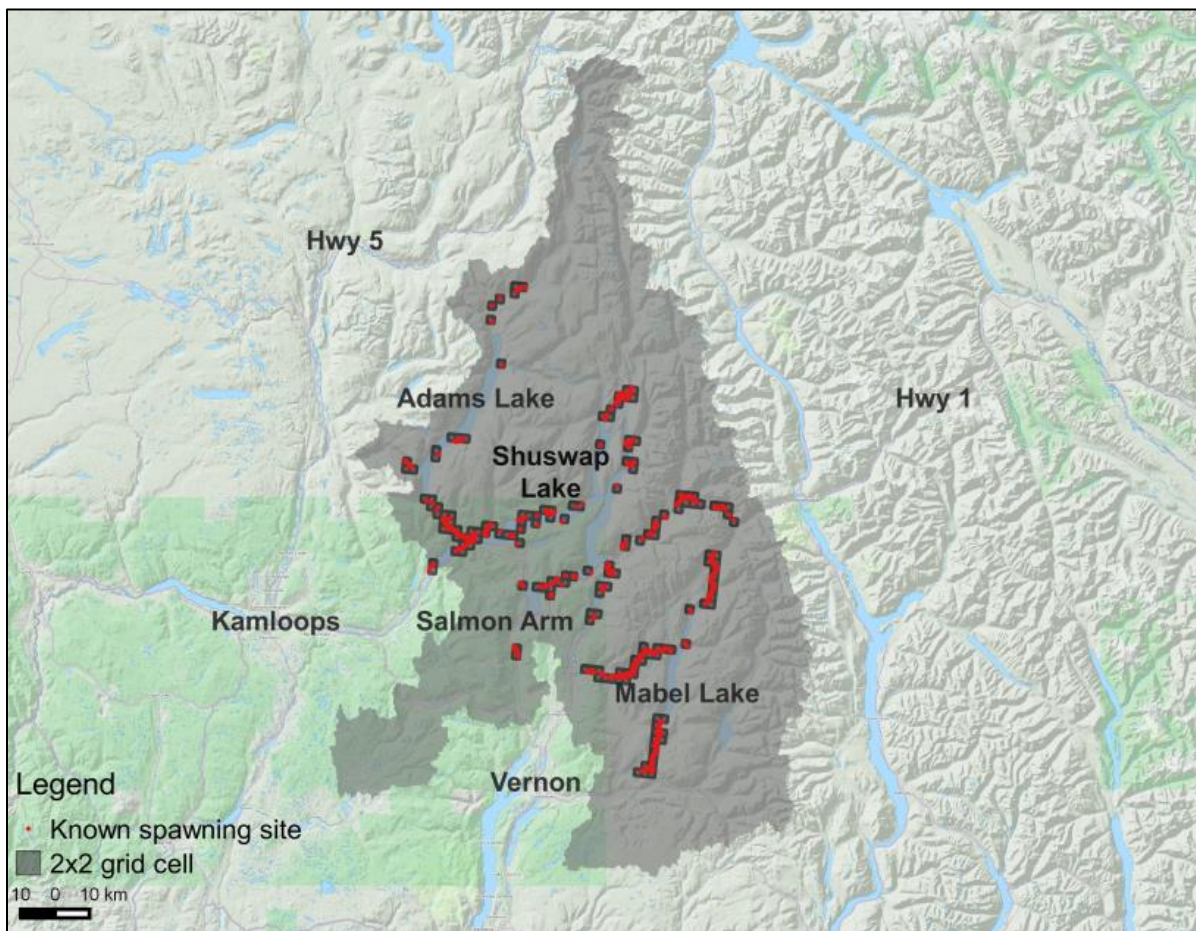 Hwy 5
Adams Lake
Hwy 1
Shuswap
Lake
Kamloops
Salmon Arm
Mabel Lake
Vernon
Legend
Known spawning site
2x2 grid cell
10 0 10 km